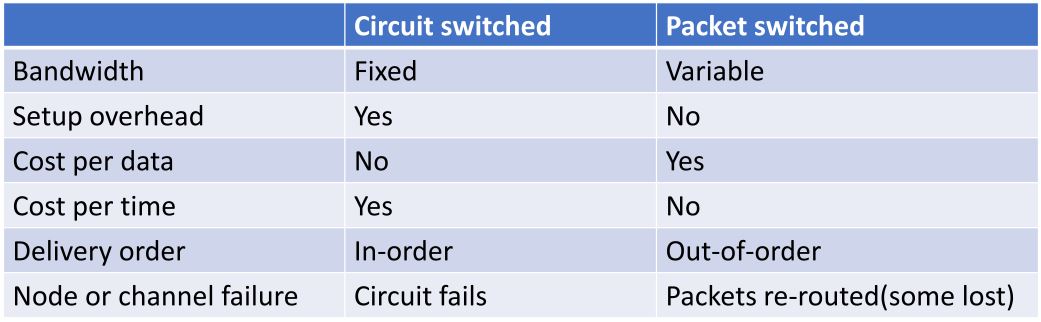 Circuit switched Packet switched
Bandwidth Fixed Variable
Setup overhead Yes No
Cost per data No Yes
Cost per time Yes No
Delivery order In-order Out-of-order
Node or channel failure Circuit fails Packets re-routed(some lost)